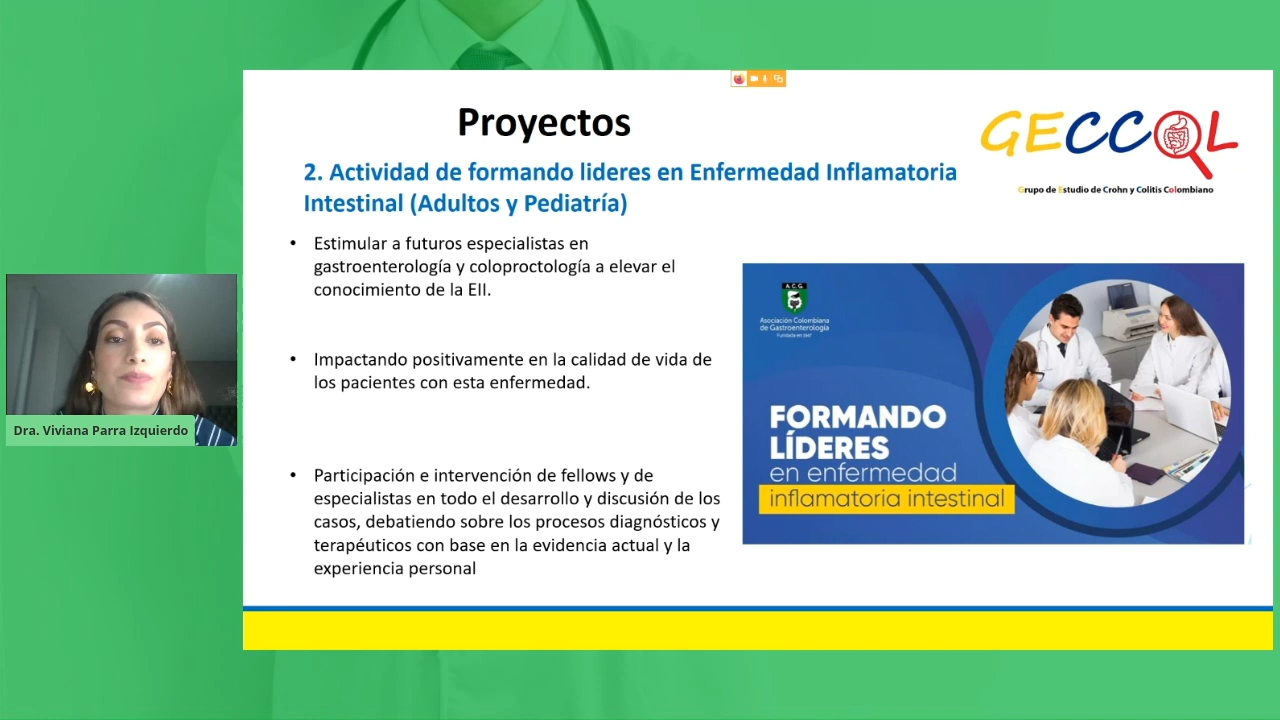 Proyectos
GECCOL
Grupo de Estudio de Crohn y Colitis Colombiano
2. Actividad de formando lideres en Enfermedad Inflamatoria
Intestinal (Adultos y Pediatría)
• Estimular a futuros especialistas en
gastroenterología y coloproctología a elevar el
conocimiento de la EII.
• Impactando positivamente en la calidad de vida de
los pacientes con esta enfermedad.
• Participación e intervención de fellows y de
especialistas en todo el desarrollo y discusión de los
casos, debatiendo sobre los procesos diagnósticos y
terapéuticos con base en la evidencia actual y la
experiencia personal
A.C.G.
Asociación Colombiana
de Gastroenterología
FORMANDO
LÍDERES
en enfermedad
inflamatoria intestinal
Dra. Viviana Parra Izquierdo